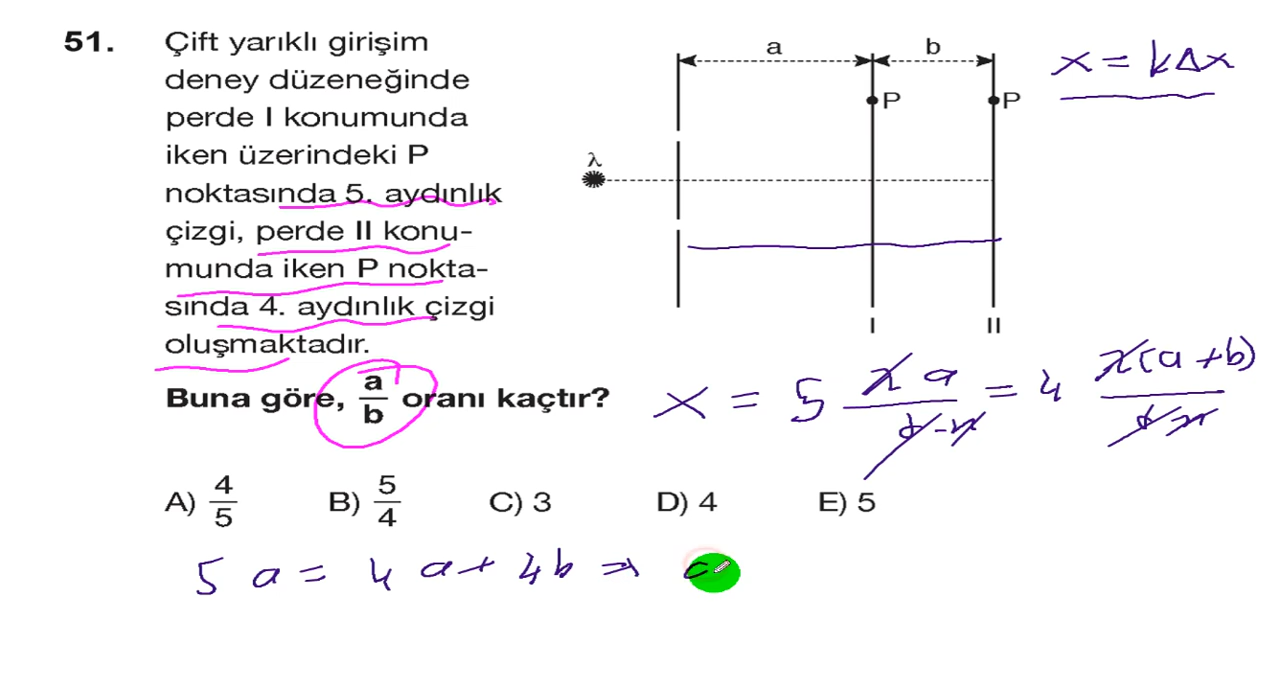 51. Çift yarıklı girişim
deney düzeneğinde
perde I konumunda
iken üzerindeki P
noktasında 5. aydınlık
çizgi, perde II konu-
munda iken P nokta-
sında 4. aydınlık çizgi
oluşmaktadır.
Buna göre, a/b oranı kaçtır?
a b
P P
λ
I II
x = kΔx
x = 5 λa/d·n = 4 λ(a+b)/d·n
A) 4/5 B) 5/4 C) 3 D) 4 E) 5
5a = 4a + 4b ⇒